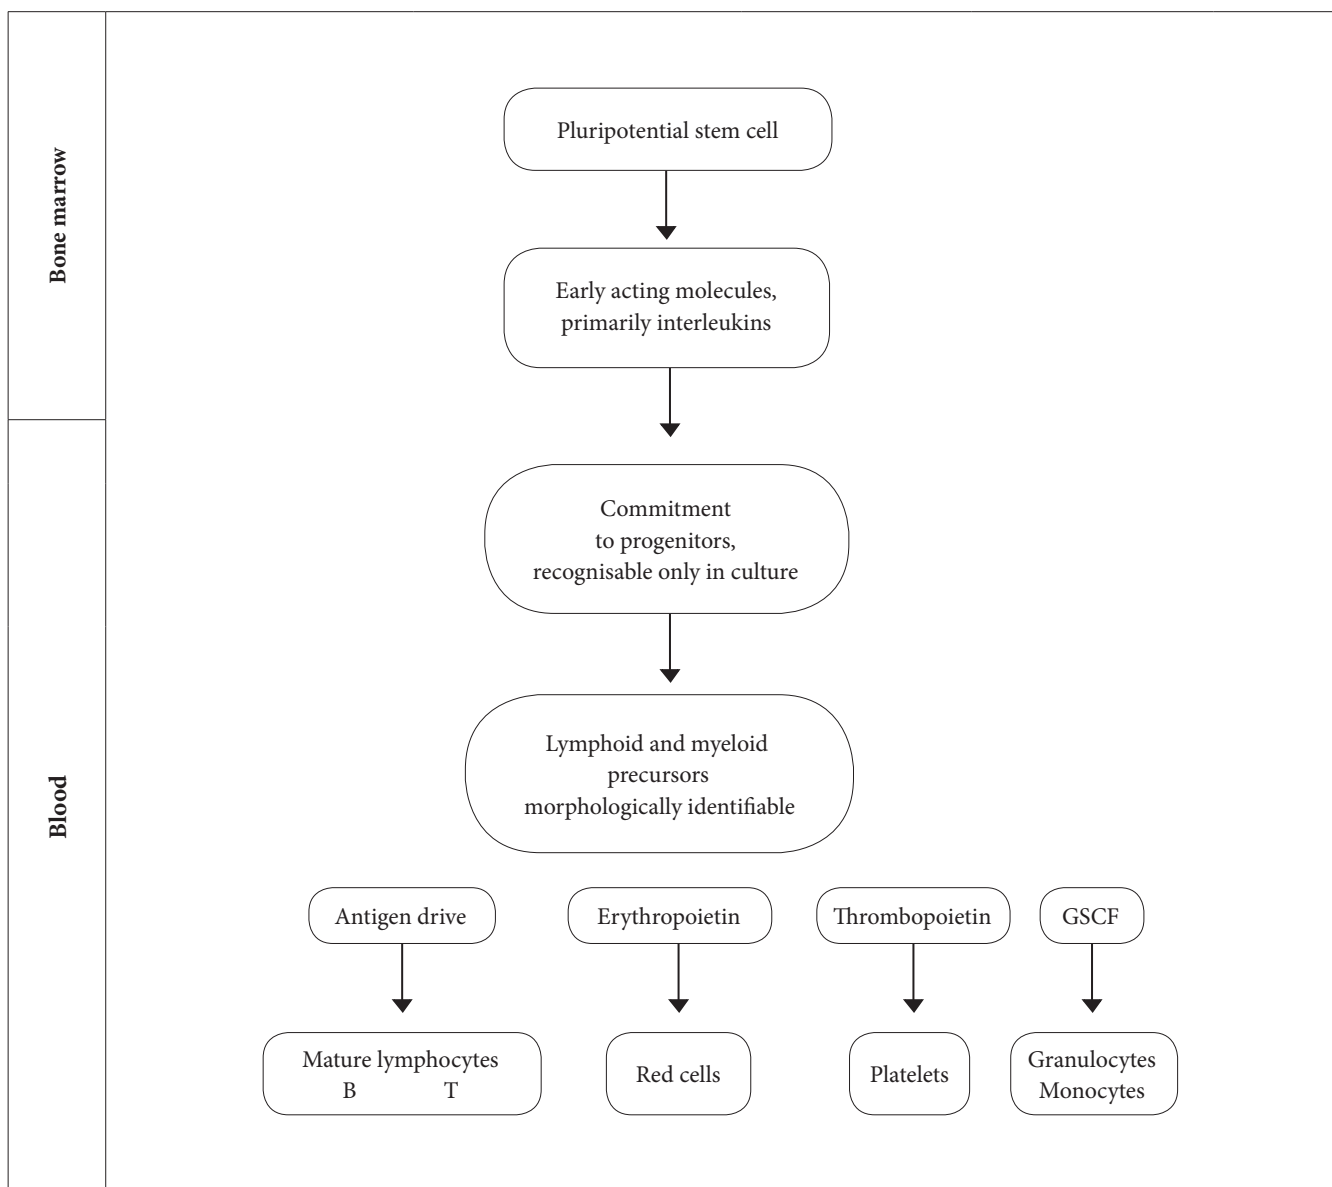 Bone marrow
Pluripotential stem cell
Early acting molecules,
primarily interleukins
Blood
Commitment
to progenitors,
recognisable only in culture
Lymphoid and myeloid
precursors
morphologically identifiable
Antigen drive
Erythropoietin
Thrombopoietin
GSCF
Mature lymphocytes
B T
Red cells
Platelets
Granulocytes
Monocytes